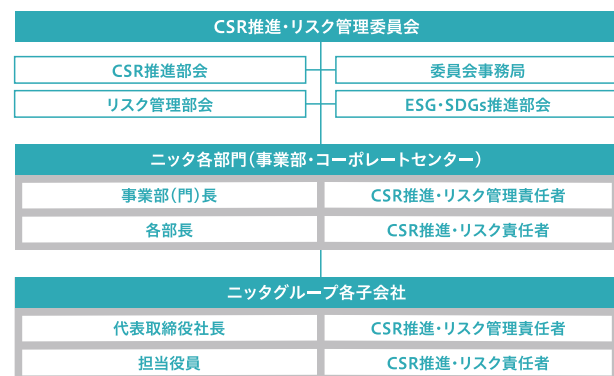 CSR推進・リスク管理委員会
CSR推進部会
委員会事務局
リスク管理部会
ESG・SDGs推進部会
ニッタ各部門(事業部・コーポレートセンター)
事業部(門)長
CSR推進・リスク管理責任者
各部長
CSR推進・リスク責任者
ニッタグループ各子会社
代表取締役社長
CSR推進・リスク管理責任者
担当役員
CSR推進・リスク責任者